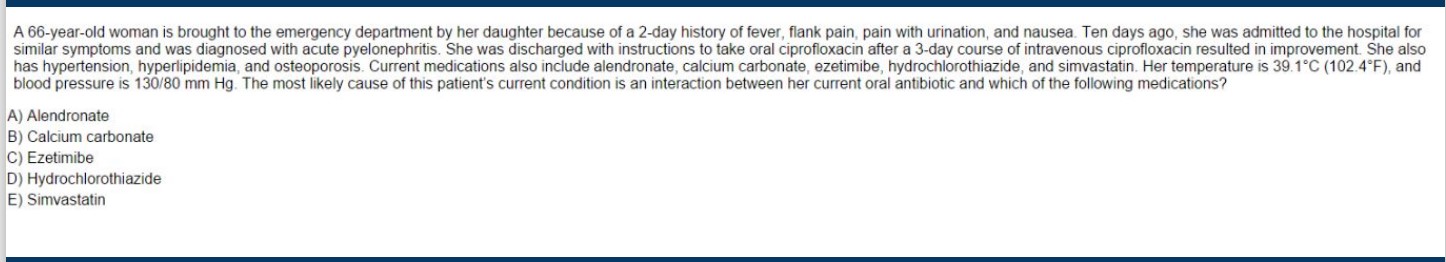 A 66-year-old woman is brought to the emergency department by her daughter because of a 2-day history of fever, flank pain, pain with urination, and nausea. Ten days ago, she was admitted to the hospital for
similar symptoms and was diagnosed with acute pyelonephritis. She was discharged with instructions to take oral ciprofloxacin after a 3-day course of intravenous ciprofloxacin resulted in improvement. She also
has hypertension, hyperlipidemia, and osteoporosis. Current medications also include alendronate, calcium carbonate, ezetimibe, hydrochlorothiazide, and simvastatin. Her temperature is 39.1°C (102.4°F), and
blood pressure is 130/80 mm Hg. The most likely cause of this patient's current condition is an interaction between her current oral antibiotic and which of the following medications?
A) Alendronate
B) Calcium carbonate
C) Ezetimibe
D) Hydrochlorothiazide
E) Simvastatin